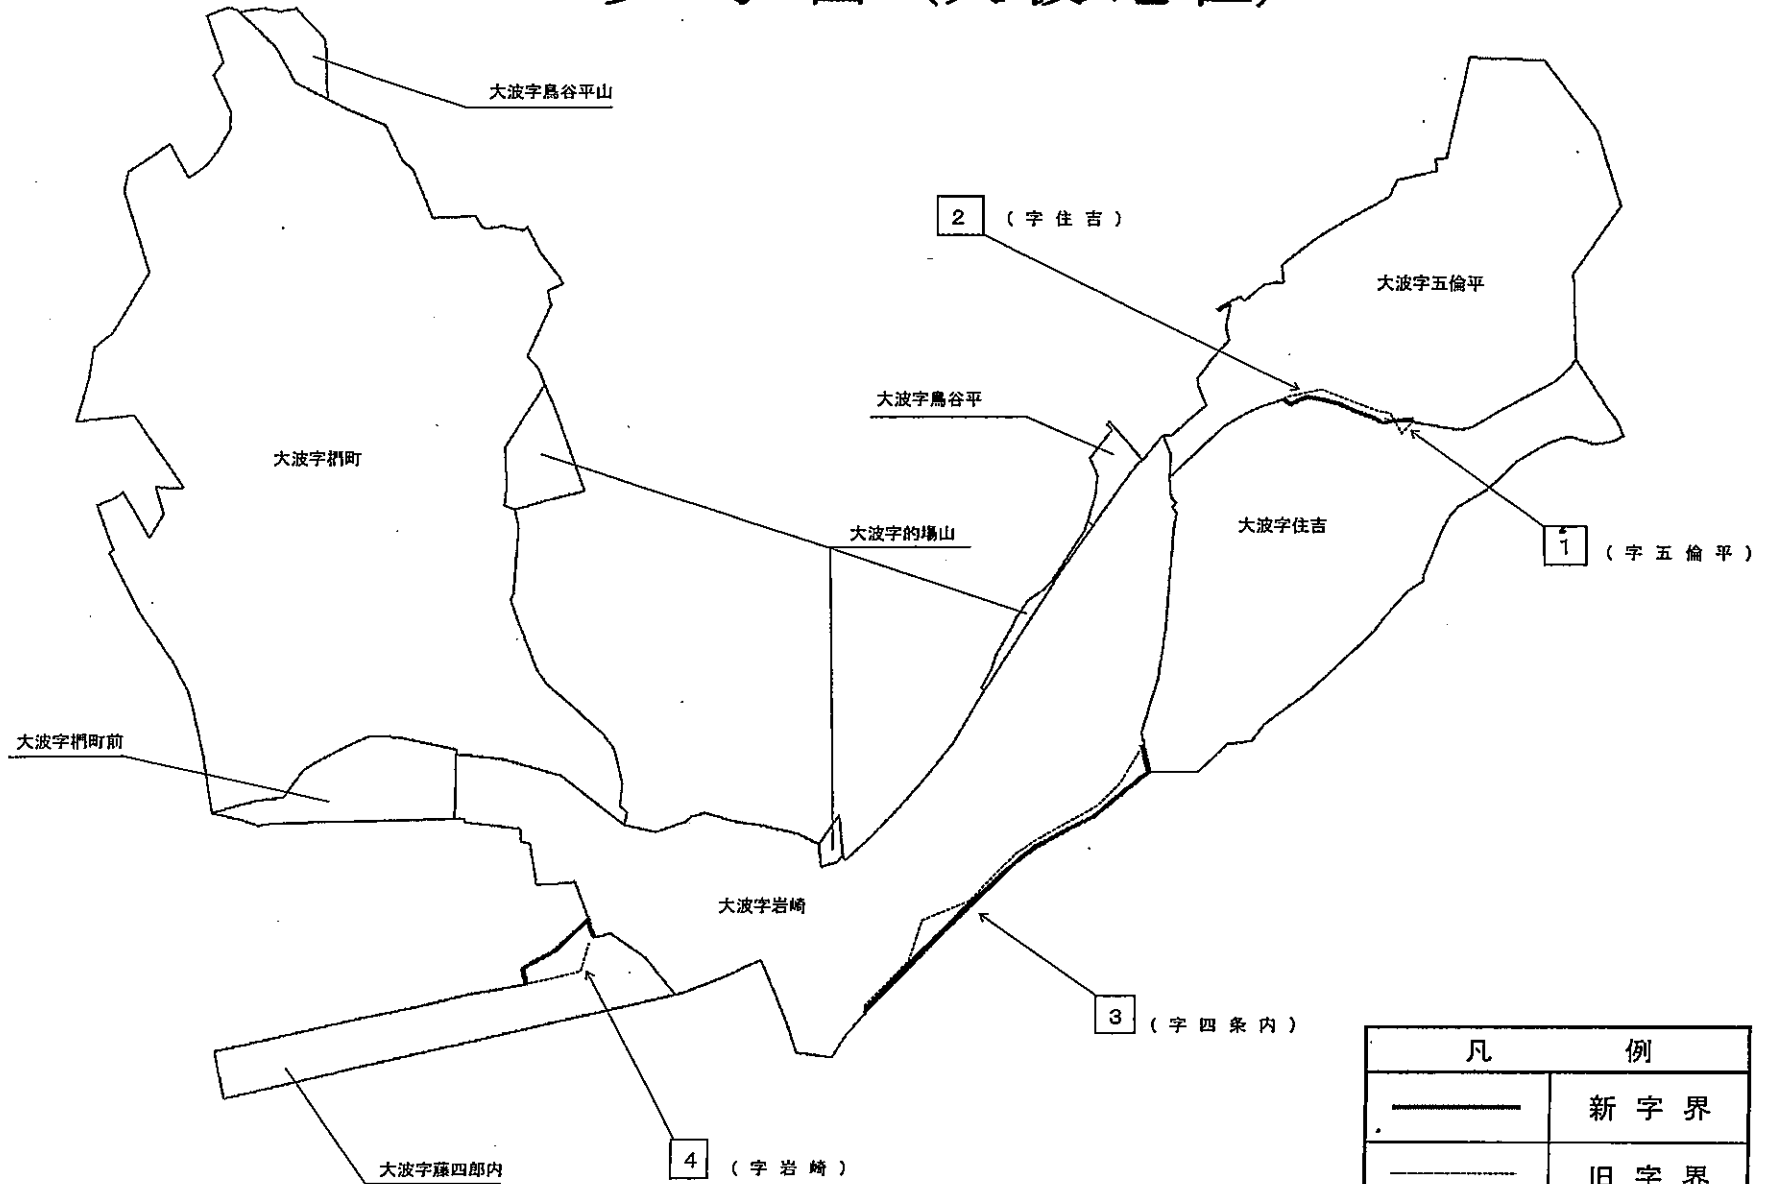 (大波地区)
大波字鳥谷平山
2 (字住吉)
大波字五倫平
大波字鳥谷平
大波字椚町
大波字的場山
大波字住吉
1 (字五倫平)
大波字椚町前
大波字岩崎
3 (字四条内)
大波字藤四郎内
4 (字岩崎)
凡例
新字界
旧字界